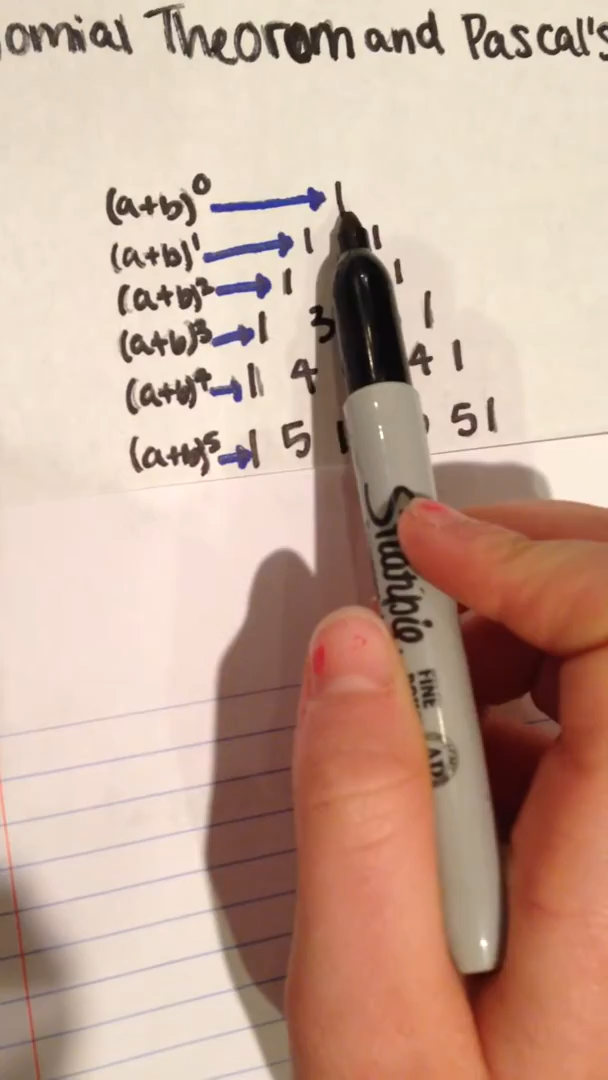 omial Theorem and Pascal's
(a+b)⁰ → 1
(a+b)¹ → 1 1
(a+b)² → 1 1
(a+b)³ → 1 3 1
(a+b)⁴ → 1 4 4 1
(a+b)⁵ → 1 5 1 5 1
Sharpie
FINE